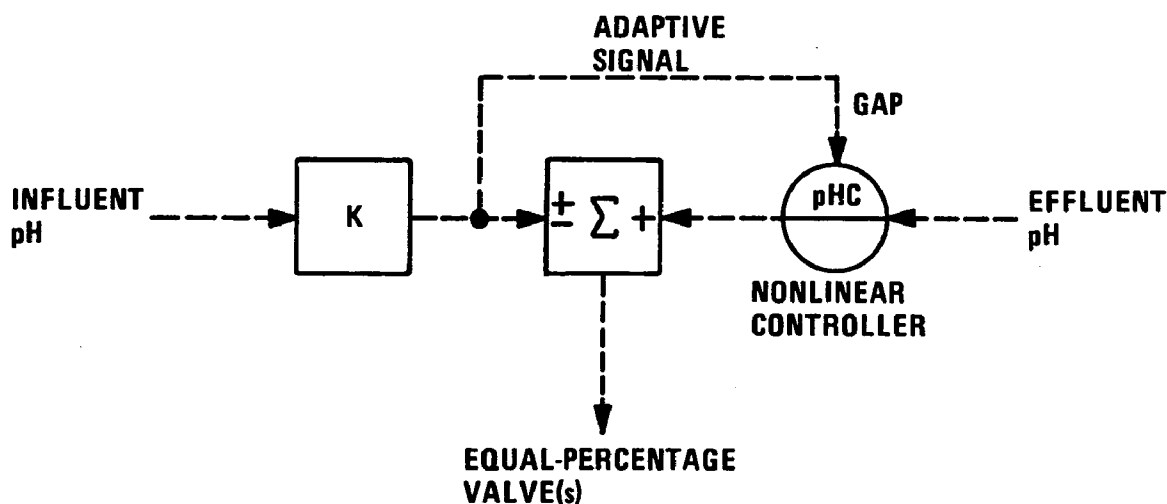 ADAPTIVE
SIGNAL
GAP
INFLUENT
pH
K
± Σ +
pHC
EFFLUENT
pH
NONLINEAR
CONTROLLER
EQUAL-PERCENTAGE
VALVE(s)